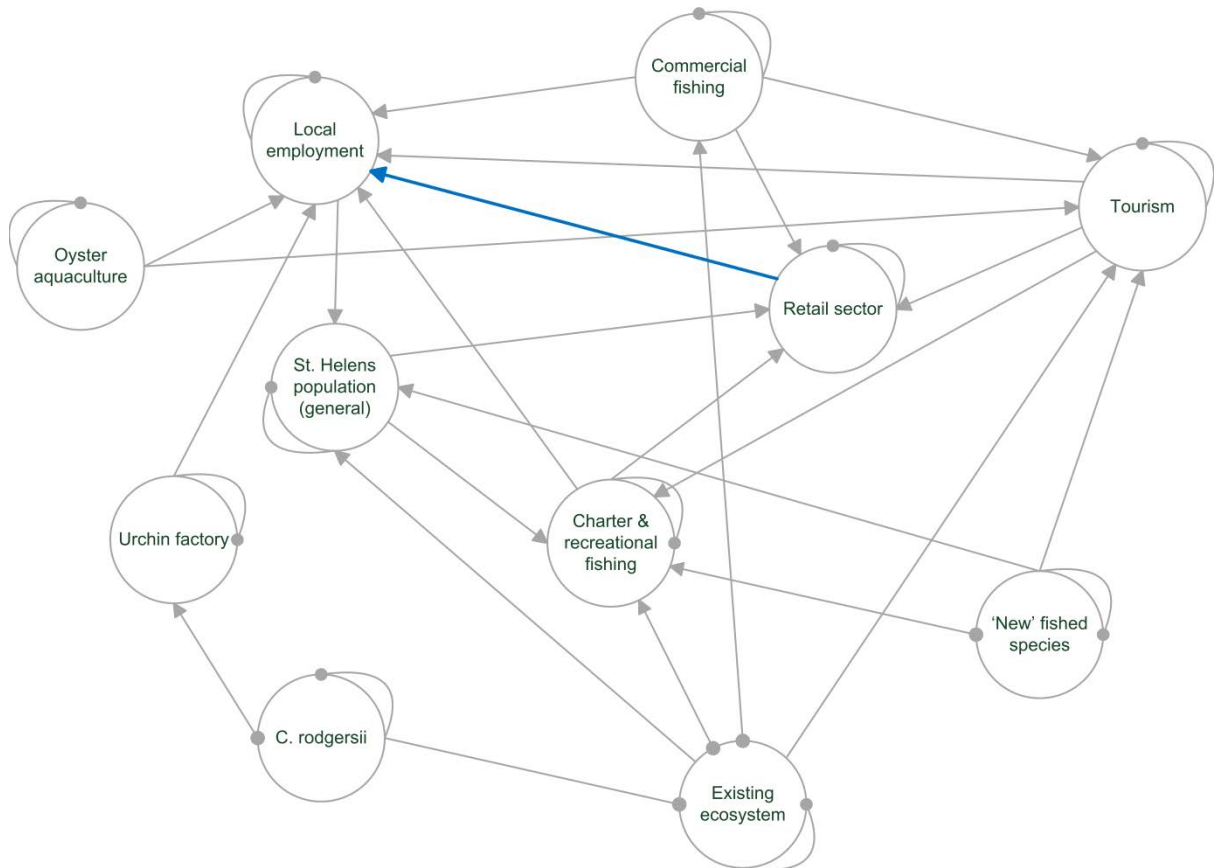 Commercial
fishing
Local
employment
Tourism
Oyster
aquaculture
Retail sector
St. Helens
population
(general)
Urchin factory
Charter &
recreational
fishing
‘New’ fished
species
C. rodgersii
Existing
ecosystem